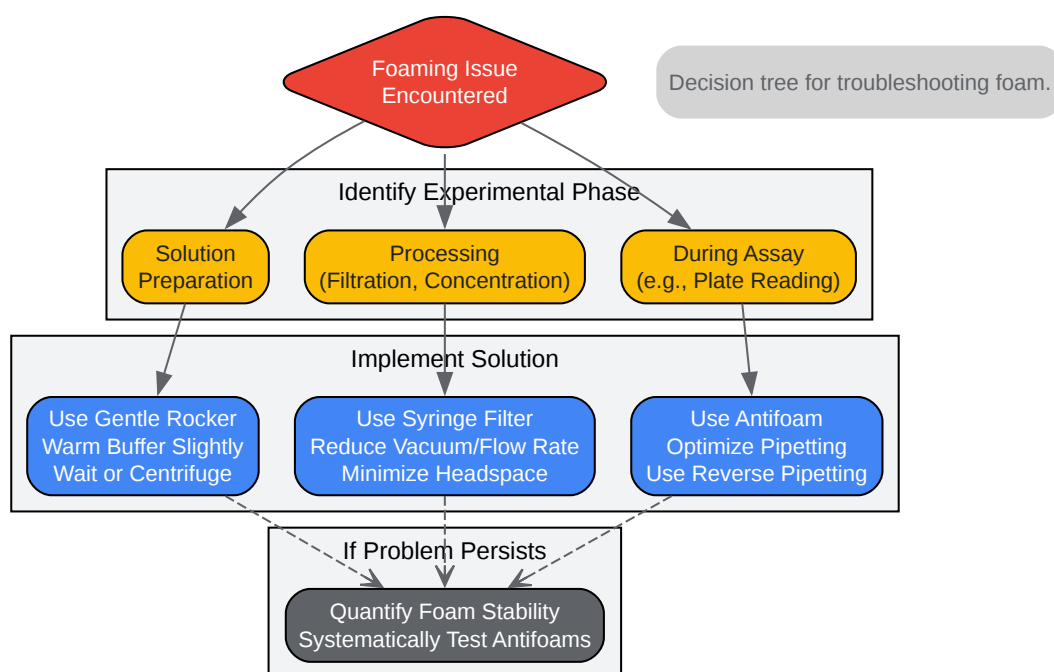 Foaming Issue
Encountered
Decision tree for troubleshooting foam.
Identify Experimental Phase
Solution
Preparation
Processing
(Filtration, Concentration)
During Assay
(e.g., Plate Reading)
Implement Solution
Use Gentle Rocker
Warm Buffer Slightly
Wait or Centrifuge
Use Syringe Filter
Reduce Vacuum/Flow Rate
Minimize Headspace
Use Antifoam
Optimize Pipetting
Use Reverse Pipetting
If Problem Persists
Quantify Foam Stability
Systematically Test Antifoams